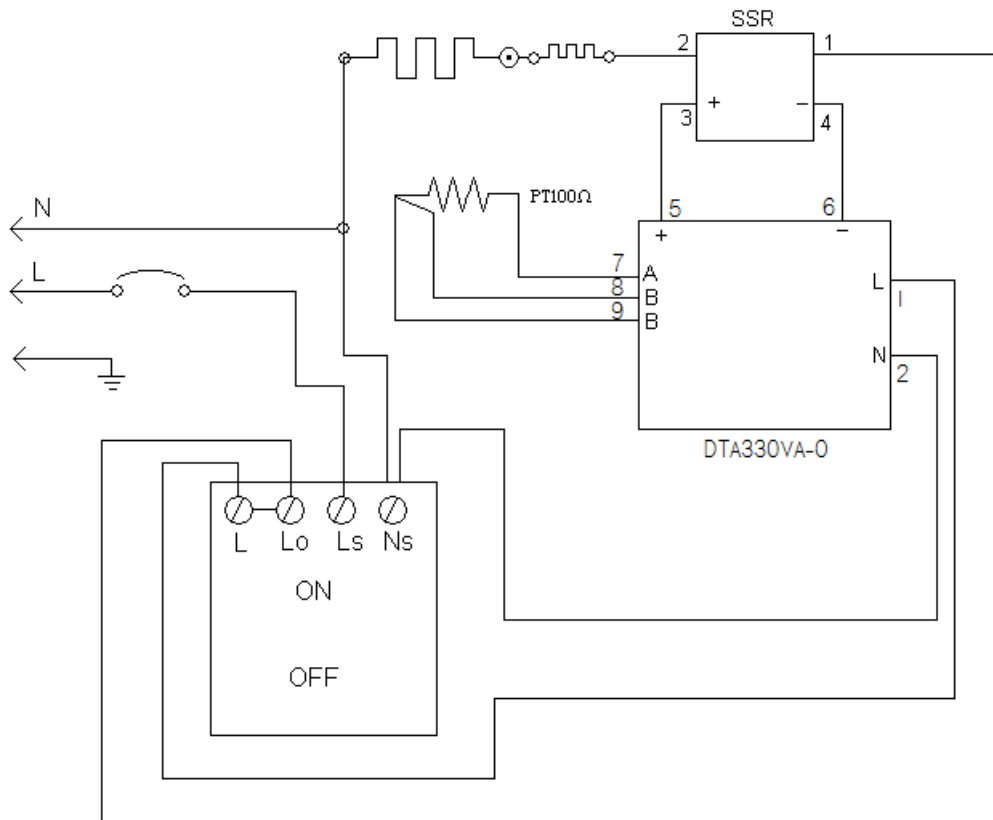 SSR
2 1
+ -
3 4
PT100Ω
N
5 6
+ -
L
7 A
8 B
9 B
L
1
N
2
DTA330VA-0
L Lo Ls Ns
ON
OFF